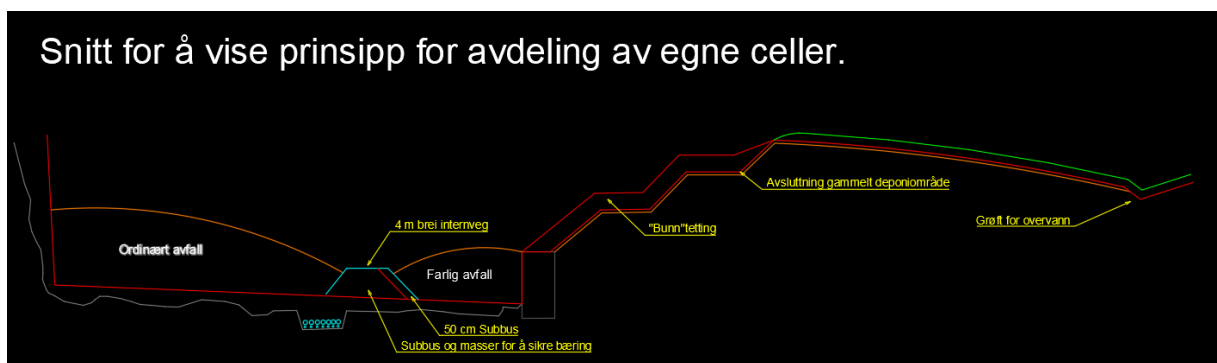 Snitt for å vise prinsipp for avdeling av egne celler.
Avsluttning gammelt deponiområde
Grøft for overvann
4 m brei internveg
"Bunn"tetting
Ordinært avfall
Farlig avfall
50 cm Subbus
Subbus og masser for å sikre bæring